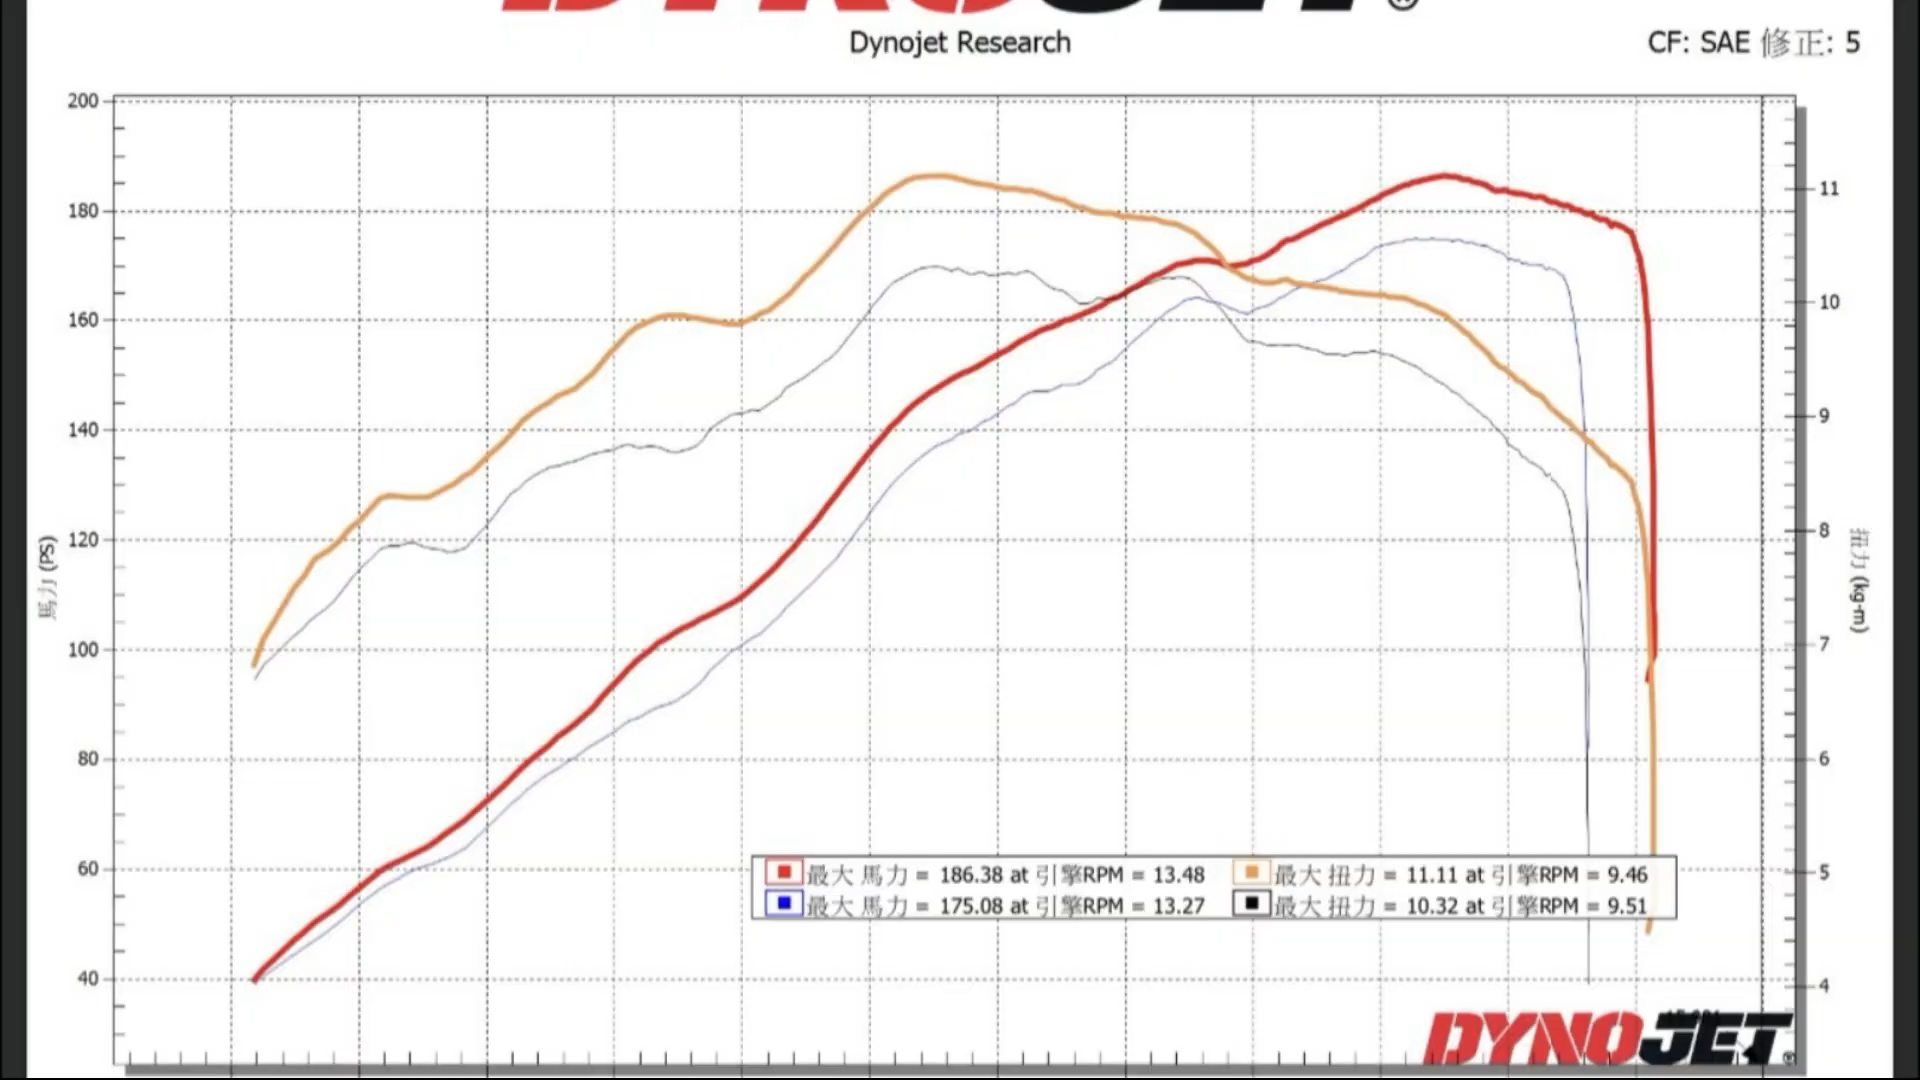 DYNOJET®
Dynojet Research
CF: SAE 修正: 5
200
180
160
140
120
100
80
60
40
馬力 (PS)
11
10
9
8
7
6
5
4
扭力 (kg-m)
最大 馬力 = 186.38 at 引擎RPM = 13.48
最大 扭力 = 11.11 at 引擎RPM = 9.46
最大 馬力 = 175.08 at 引擎RPM = 13.27
最大 扭力 = 10.32 at 引擎RPM = 9.51
DYNOJET®